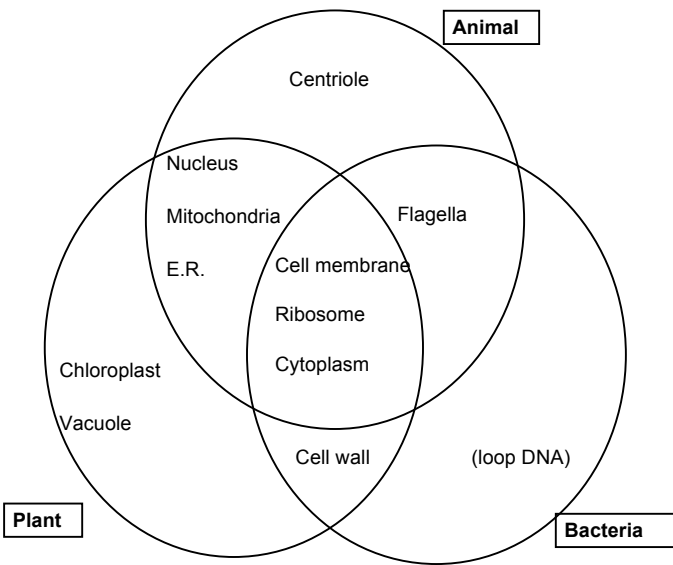 Animal
Centriole
Nucleus
Mitochondria
Flagella
E.R.
Cell membrane
Ribosome
Cytoplasm
Chloroplast
Vacuole
Cell wall
(loop DNA)
Plant
Bacteria